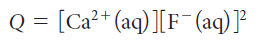 Q = [Ca²⁺(aq)][F⁻(aq)]²